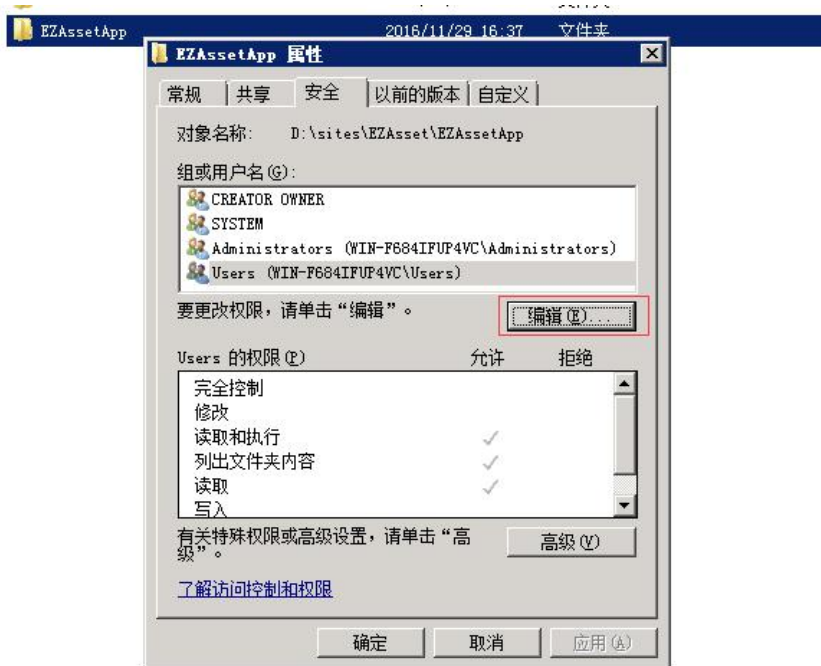 EZAssetApp 2016/11/29 16:37 文件夹
EZAssetApp 属性
常规 共享 安全 以前的版本 自定义
对象名称: D:\sites\EZAsset\EZAssetApp
组或用户名(G):
CREATOR OWNER
SYSTEM
Administrators (WIN-F684IFUP4VC\Administrators)
Users (WIN-F684IFUP4VC\Users)
要更改权限，请单击“编辑”。 编辑(E)...
Users 的权限(P) 允许 拒绝
完全控制
修改
读取和执行
列出文件夹内容
读取
写入
有关特殊权限或高级设置，请单击“高
级”。
高级(V)
了解访问控制和权限
确定 取消 应用(A)